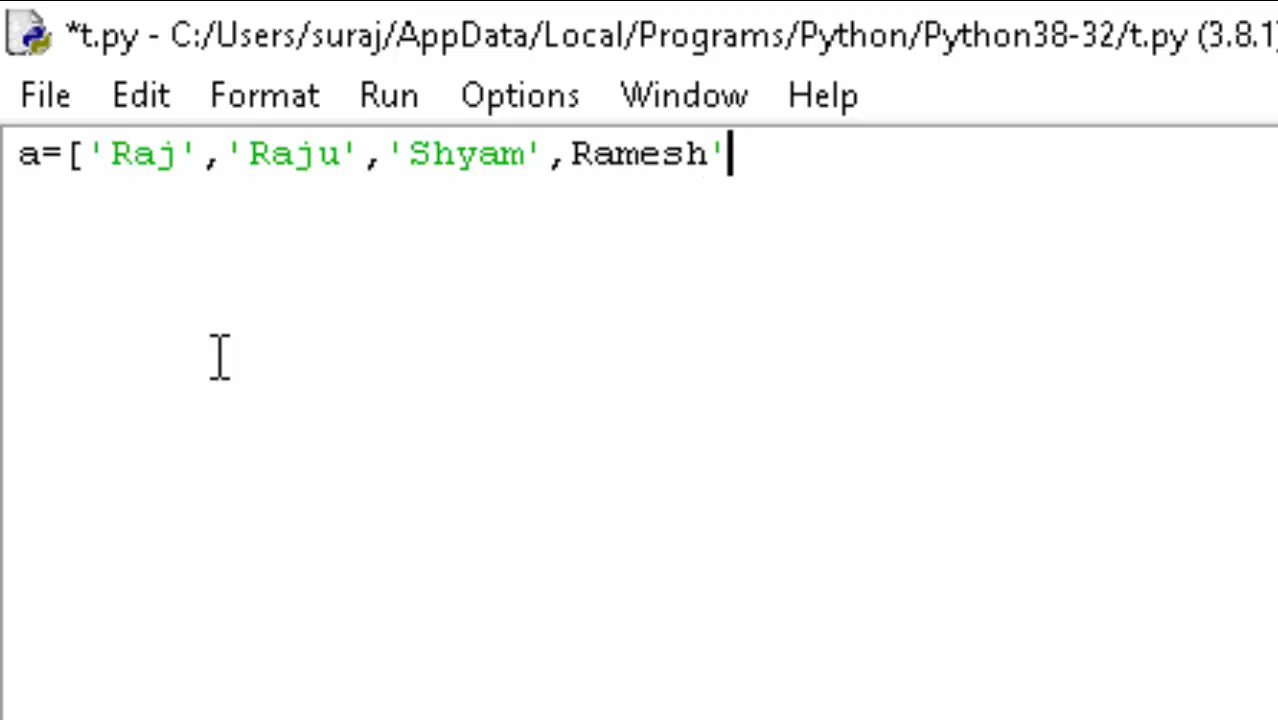 *t.py - C:/Users/suraj/AppData/Local/Programs/Python/Python38-32/t.py (3.8.1)
File Edit Format Run Options Window Help
a=['Raj','Raju','Shyam',Ramesh'